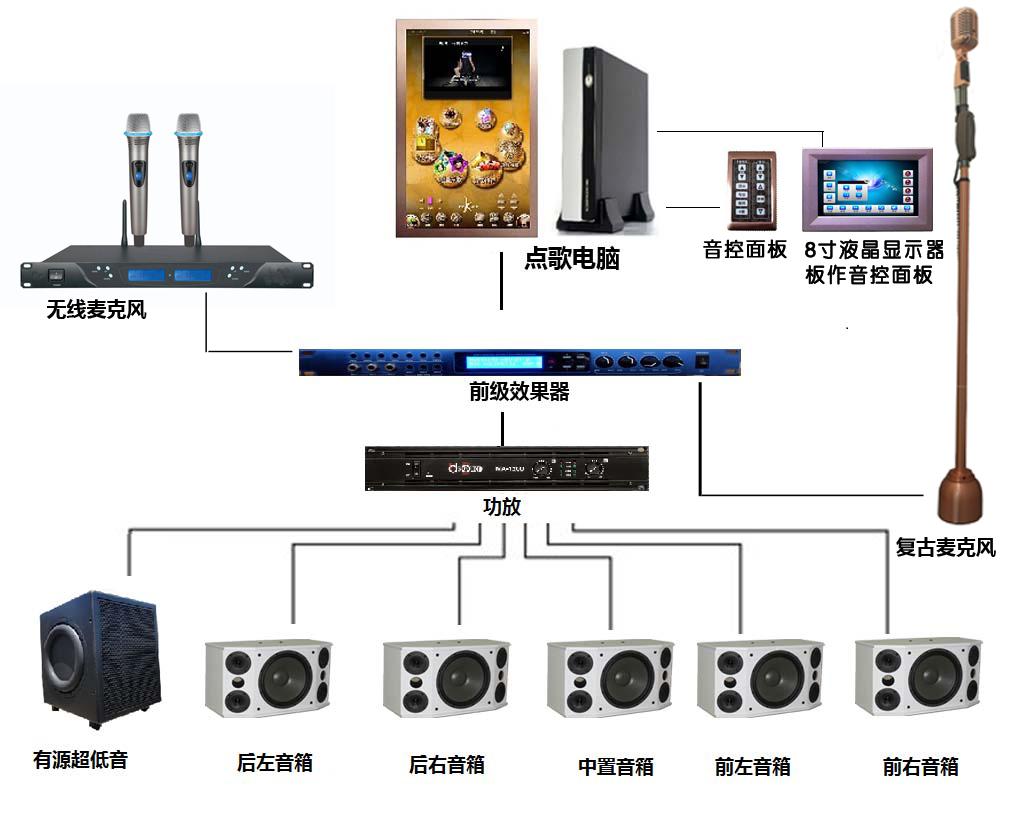 点歌电脑
音控面板
8寸液晶显示器
板作音控面板
无线麦克风
前级效果器
功放
复古麦克风
有源超低音
后左音箱
后右音箱
中置音箱
前左音箱
前右音箱